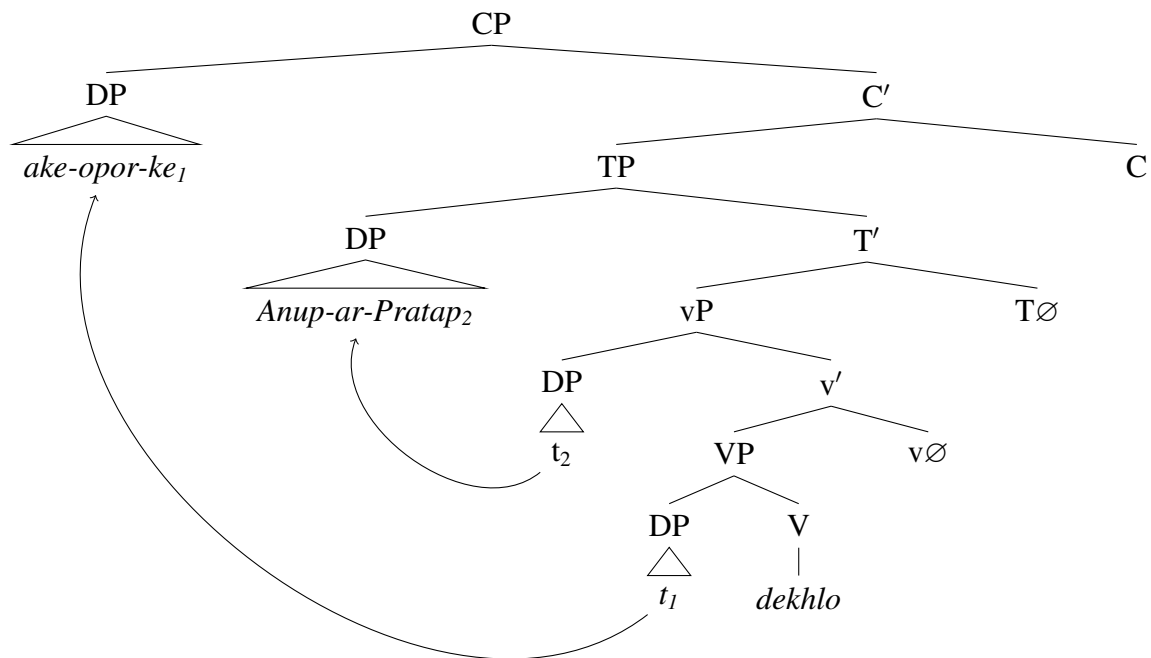 CP
DP C′
ake-opor-ke₁ TP C
DP T′
Anup-ar-Pratap₂ vP T∅
DP v′
t₂ VP v∅
DP V
t₁ dekhlo